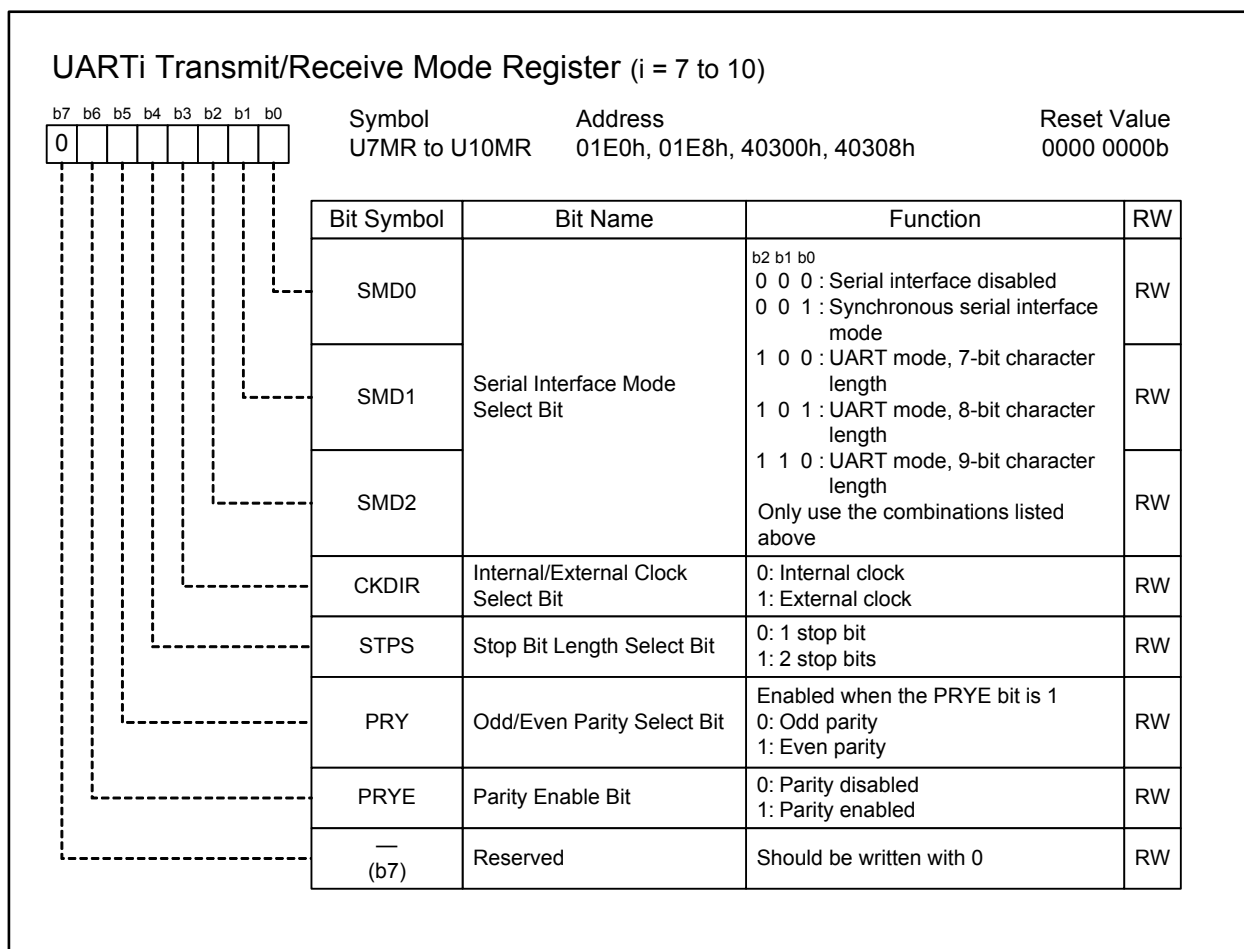 UARTi Transmit/Receive Mode Register (i = 7 to 10)
b7 b6 b5 b4 b3 b2 b1 b0
0
Symbol Address Reset Value
U7MR to U10MR 01E0h, 01E8h, 40300h, 40308h 0000 0000b
Bit Symbol Bit Name Function RW
SMD0
SMD1
SMD2
Serial Interface Mode
Select Bit
b2 b1 b0
0 0 0 : Serial interface disabled
0 0 1 : Synchronous serial interface
mode
1 0 0 : UART mode, 7-bit character
length
1 0 1 : UART mode, 8-bit character
length
1 1 0 : UART mode, 9-bit character
length
Only use the combinations listed
above
RW
RW
RW
CKDIR
Internal/External Clock
Select Bit
0: Internal clock
1: External clock
RW
STPS
Stop Bit Length Select Bit
0: 1 stop bit
1: 2 stop bits
RW
PRY
Odd/Even Parity Select Bit
Enabled when the PRYE bit is 1
0: Odd parity
1: Even parity
RW
PRYE
Parity Enable Bit
0: Parity disabled
1: Parity enabled
RW
—
(b7)
Reserved
Should be written with 0
RW